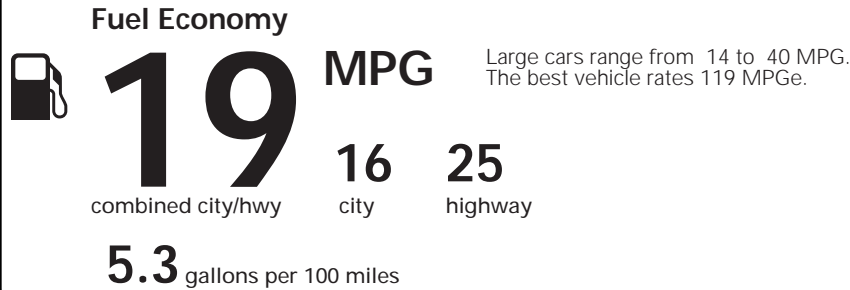 Fuel Economy
19 MPG
Large cars range from 14 to 40 MPG.
The best vehicle rates 119 MPGe.
16 25
combined city/hwy city highway
5.3 gallons per 100 miles